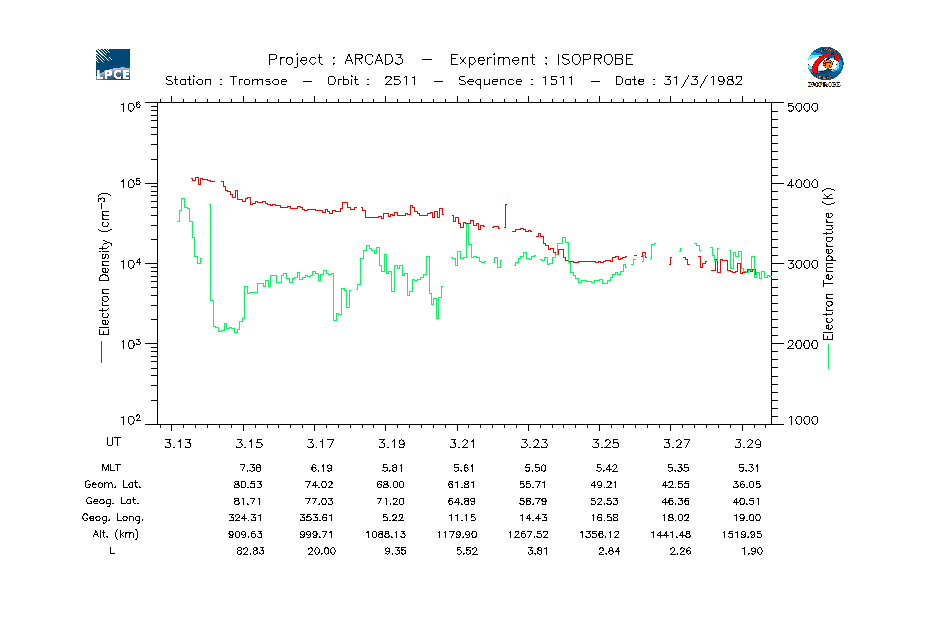 LPCE
Project : ARCAD3 — Experiment : ISOPROBE
Station : Tromsoe — Orbit : 2511 — Sequence : 1511 — Date : 31/3/1982
ISOPROBE
10⁶ 5000
10⁵ 4000
10⁴ 3000
10³ 2000
10² 1000
Electron Density (cm⁻³)
Electron Temperature (K)
UT 3.13 3.15 3.17 3.19 3.21 3.23 3.25 3.27 3.29
MLT 7.38 6.19 5.81 5.61 5.50 5.42 5.35 5.31
Geom. Lat. 80.53 74.02 68.00 61.81 55.71 49.21 42.55 36.05
Geog. Lat. 81.71 77.03 71.20 64.89 58.79 52.53 46.36 40.51
Geog. Long. 324.31 353.61 5.22 11.15 14.43 16.58 18.02 19.00
Alt. (km) 909.63 999.71 1088.13 1179.90 1267.52 1356.12 1441.48 1519.95
L 82.83 20.00 9.35 5.52 3.81 2.84 2.26 1.90